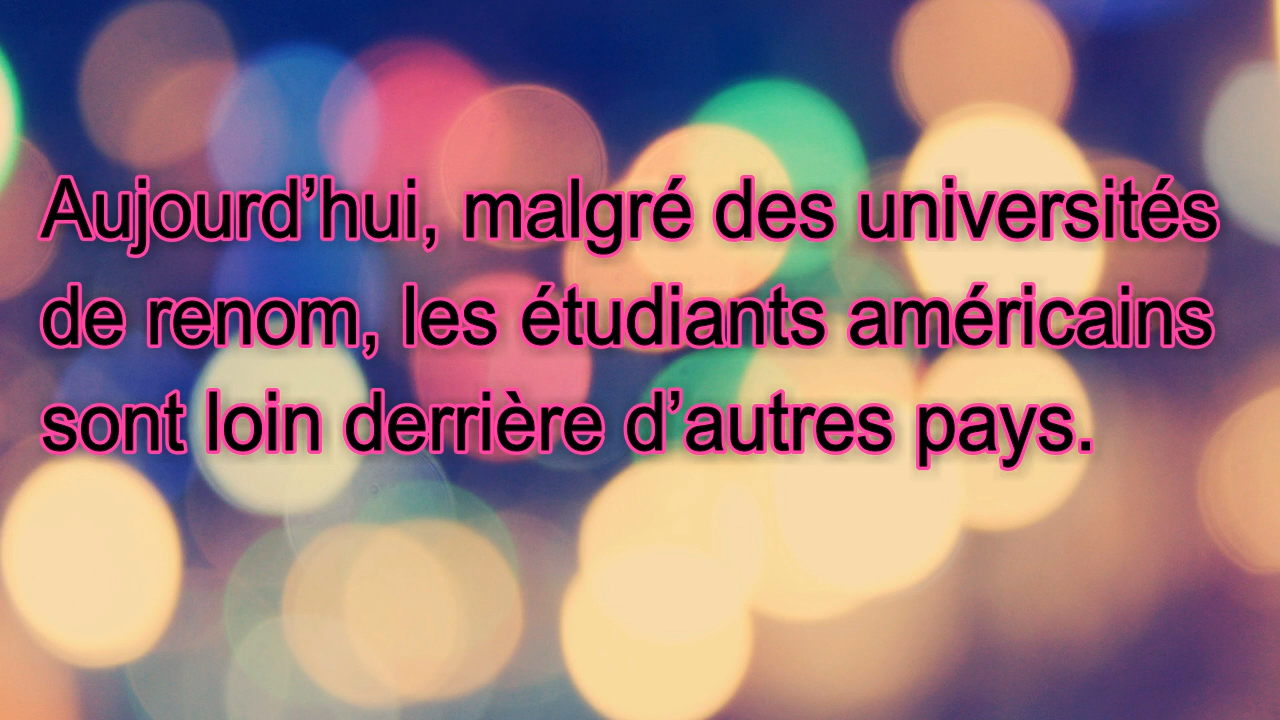 Aujourd’hui, malgré des universités
de renom, les étudiants américains
sont loin derrière d’autres pays.